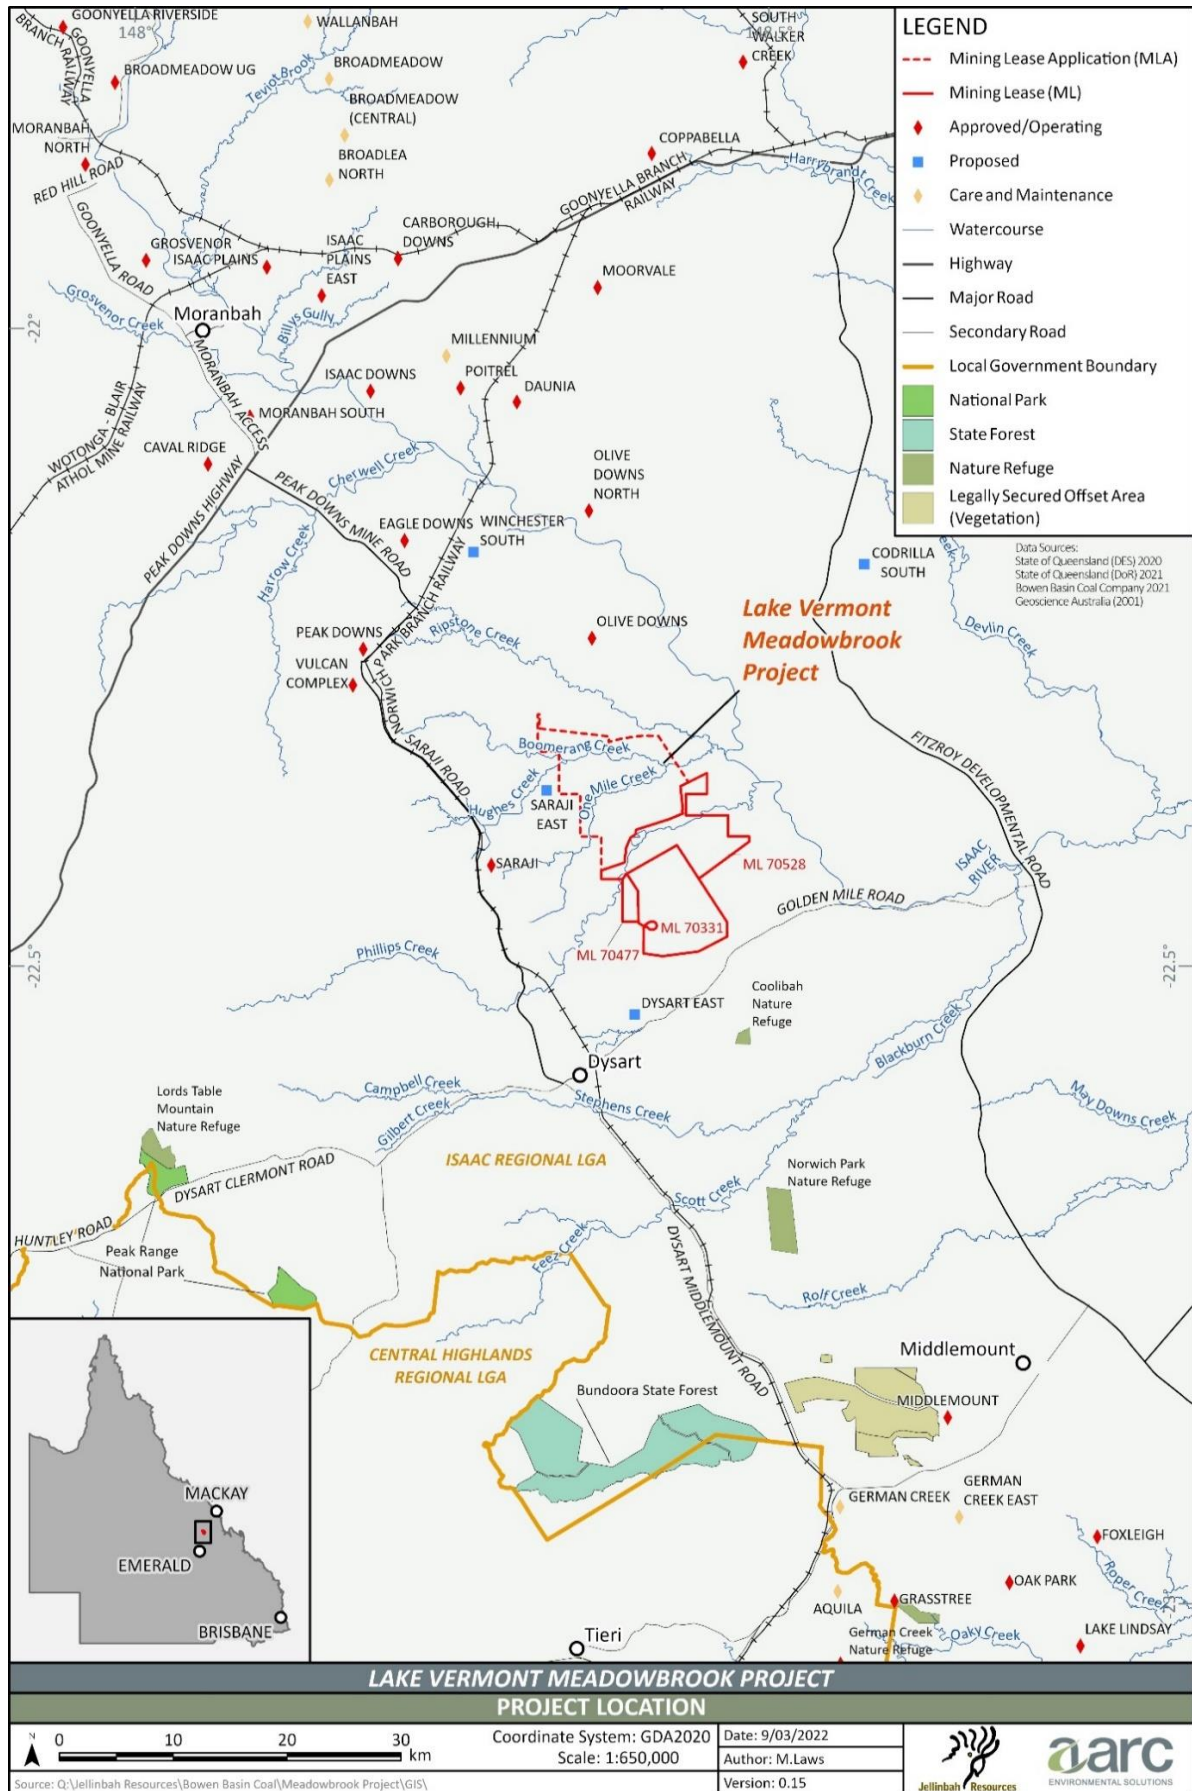 GOONYELLA RIVERSIDE
148°
GOONYELLA
BRANCH RAILWAY
WALLANBAH
SOUTH
WALKER
CREEK
148.5°
BROADMEADOW UG
Teviot Brook
BROADMEADOW
BROADMEADOW
(CENTRAL)
MORANBAH
NORTH
RED HILL ROAD
BROADLEA
NORTH
COPPABELLA
GOONYELLA BRANCH
RAILWAY
Harrybrandt Creek
GOONYELLA ROAD
GROSVENOR
ISAAC PLAINS
ISAAC
PLAINS
EAST
CARBOROUGH
DOWNS
MOORVALE
Grosvenor Creek
Moranbah
Billys Gully
-22°
MORANBAH ACCESS
MILLENNIUM
POITREL
DAUNIA
ISAAC DOWNS
WOTONGA - BLAIR
ATHOL MINE RAILWAY
MORANBAH SOUTH
CAVAL RIDGE
Cherwell Creek
PEAK DOWNS HIGHWAY
PEAK DOWNS MINE ROAD
OLIVE
DOWNS
NORTH
EAGLE DOWNS
WINCHESTER
SOUTH
Harrow Creek
CODRILLA
SOUTH
Creek
Devlin Creek
Lake Vermont
Meadowbrook
Project
PEAK DOWNS
VULCAN
COMPLEX
NORWICH PARK BRANCH RAILWAY
Ripstone Creek
OLIVE DOWNS
SARAJI ROAD
Boomerang Creek
Hughes Creek
One Mile Creek
SARAJI
EAST
SARAJI
FITZROY DEVELOPMENTAL ROAD
ML 70528
ISAAC
RIVER
GOLDEN MILE ROAD
ML 70331
ML 70477
Phillips Creek
-22.5°
-22.5°
DYSART EAST
Coolibah
Nature
Refuge
Dysart
Blackburn Creek
Campbell Creek
Stephens Creek
Gilbert Creek
May Downs Creek
Lords Table
Mountain
Nature Refuge
DYSART CLERMONT ROAD
ISAAC REGIONAL LGA
Norwich Park
Nature Refuge
Scott Creek
HUNTLEY ROAD
Peak Range
National Park
Feez Creek
DYSART MIDDLEMOUNT ROAD
Rolf Creek
CENTRAL HIGHLANDS
REGIONAL LGA
Middlemount
Bundoora State Forest
MIDDLEMOUNT
GERMAN CREEK
GERMAN
CREEK EAST
FOXLEIGH
Roper Creek
OAK PARK
AQUILA
GRASSTREE
German Creek
Nature Refuge
Oaky Creek
LAKE LINDSAY
Tieri
MACKAY
EMERALD
BRISBANE
LEGEND
Mining Lease Application (MLA)
Mining Lease (ML)
Approved/Operating
Proposed
Care and Maintenance
Watercourse
Highway
Major Road
Secondary Road
Local Government Boundary
National Park
State Forest
Nature Refuge
Legally Secured Offset Area
(Vegetation)
Data Sources:
State of Queensland (DES) 2020
State of Queensland (DoR) 2021
Bowen Basin Coal Company 2021
Geoscience Australia (2001)
LAKE VERMONT MEADOWBROOK PROJECT
PROJECT LOCATION
N
0 10 20 30
km
Coordinate System: GDA2020
Scale: 1:650,000
Date: 9/03/2022
Author: M.Laws
Version: 0.15
Source: Q:\Jellinbah Resources\Bowen Basin Coal\Meadowbrook Project\GIS\
Jellinbah Resources
aarc
ENVIRONMENTAL SOLUTIONS